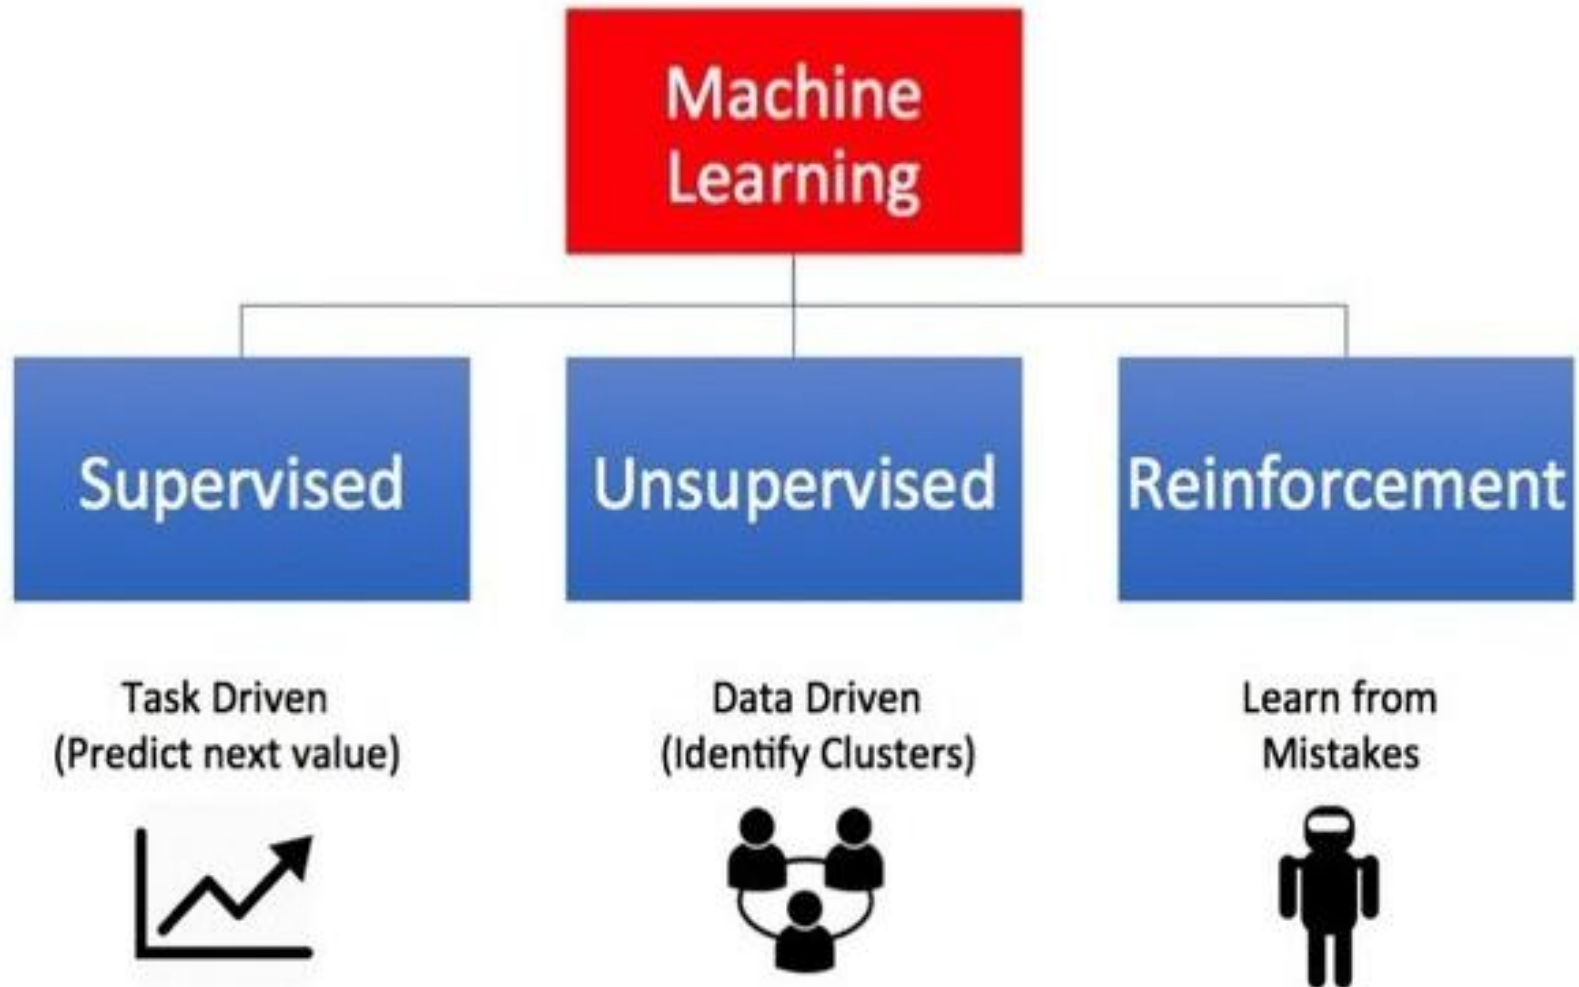 Machine
Learning
Supervised
Unsupervised
Reinforcement
Task Driven
(Predict next value)
Data Driven
(Identify Clusters)
Learn from
Mistakes